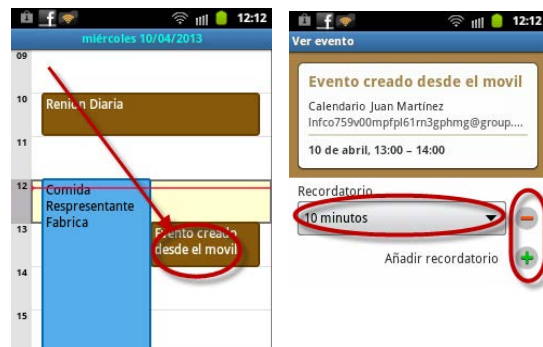 12:12
miércoles 10/04/2013
09
10
Renion Diaria
11
12
Comida
Respresentante
Fabrica
13
Evento creado
desde el movil
14
15
12:12
Ver evento
Evento creado desde el movil
Calendario Juan Martínez
lnfco759v00mpfpl61rn3gphmg@group....
10 de abril, 13:00 – 14:00
Recordatorio
10 minutos
Añadir recordatorio